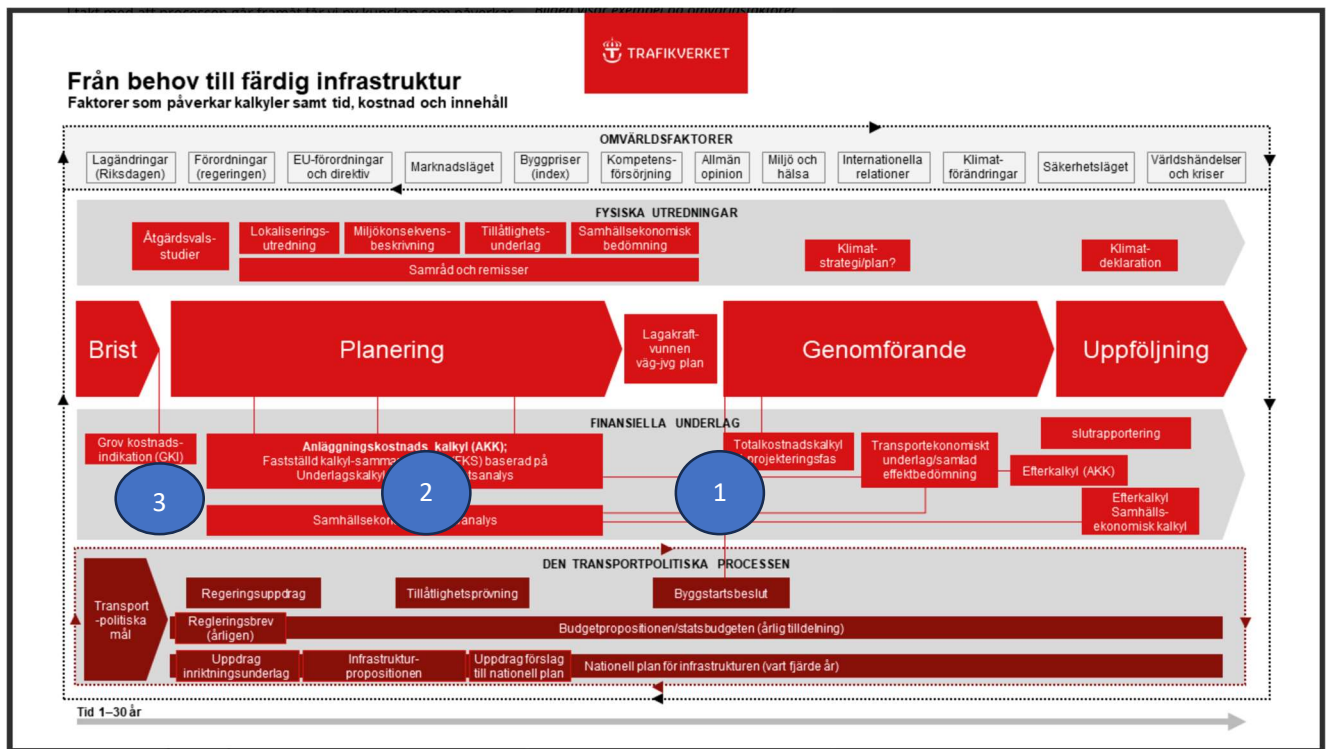 TRAFIKVERKET
Från behov till färdig infrastruktur
Faktorer som påverkar kalkyler samt tid, kostnad och innehåll
OMVÄRLDSFAKTORER
Lagändringar
(Riksdagen)
Förordningar
(regeringen)
EU-förordningar
och direktiv
Marknadsläget
Byggpriser
(index)
Kompetens-
försörjning
Allmän
opinion
Miljö och
hälsa
Internationella
relationer
Klimat-
förändringar
Säkerhetsläget
Världshändelser
och kriser
FYSISKA UTREDNINGAR
Åtgärdsvals-
studier
Lokaliserings-
utredning
Miljökonsekvens-
beskrivning
Tillåtlighets-
underlag
Samhällsekonomisk
bedömning
Samråd och remisser
Klimat-
strategi/plan?
Klimat-
deklaration
Brist
Planering
Lagakraft-
vunnen
väg-jvg plan
Genomförande
Uppföljning
FINANSIELLA UNDERLAG
Grov kostnads-
indikation (GKI)
Anläggningskostnads kalkyl (AKK);
Fastställd kalkyl-samma FKS) baserad på
Underlagskalkyl tsanalys
Samhällsekon analys
Totalkostnadskalkyl
projekteringsfas
Transportekonomiskt
underlag/samlad
effektbedömning
slutrapportering
Efterkalkyl (AKK)
Efterkalkyl
Samhälls-
ekonomisk kalkyl
3
2
1
DEN TRANSPORTPOLITISKA PROCESSEN
Transport
-politiska
mål
Regeringsuppdrag
Tillåtlighetsprövning
Byggstartsbeslut
Regleringsbrev
(årligen)
Budgetpropositionen/statsbudgeten (årlig tilldelning)
Uppdrag
inriktningsunderlag
Infrastruktur-
propositionen
Uppdrag förslag
till nationell plan
Nationell plan för infrastrukturen (vart fjärde år)
Tid 1–30 år